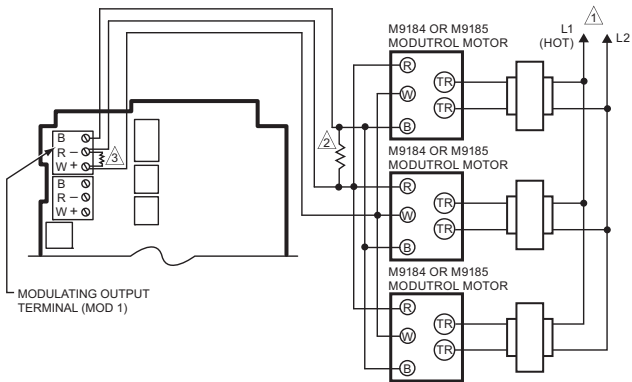 1
L1
(HOT)
L2
M9184 OR M9185
MODUTROL MOTOR
R
W
B
TR
TR
B
R –
W +
3
B
R –
W +
2
M9184 OR M9185
MODUTROL MOTOR
R
W
B
TR
TR
M9184 OR M9185
MODUTROL MOTOR
R
W
B
TR
TR
MODULATING OUTPUT
TERMINAL (MOD 1)